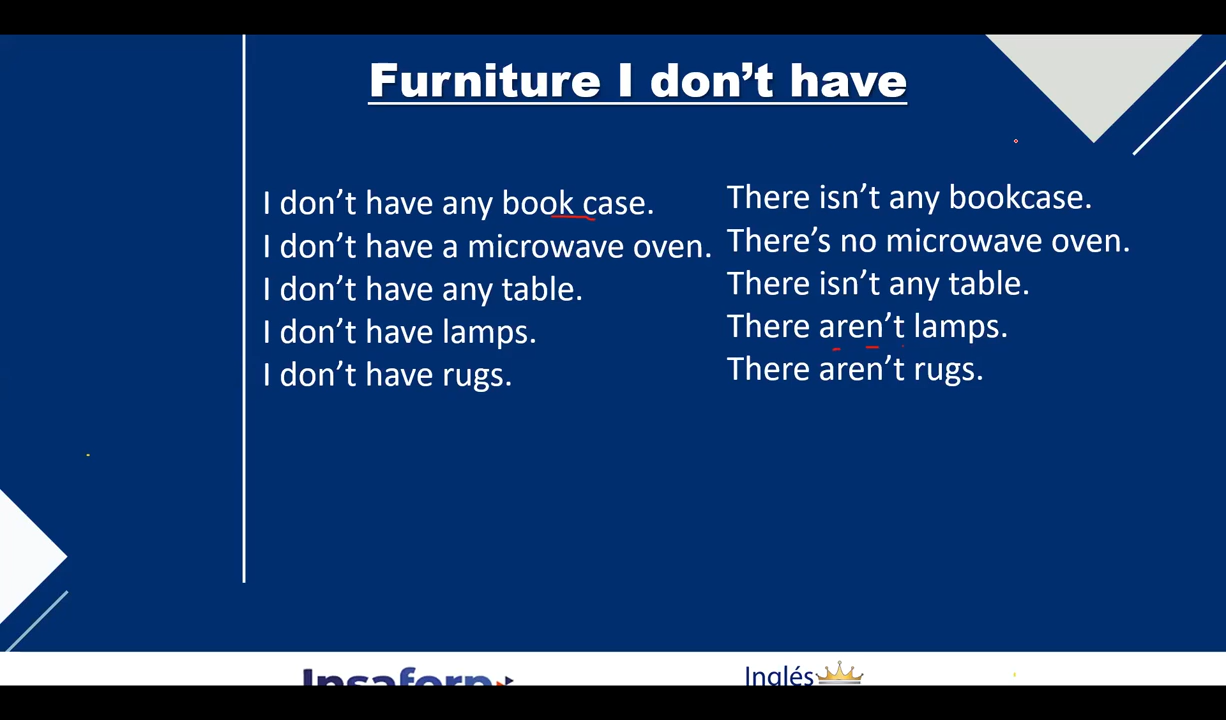 Furniture I don't have
I don't have any book case.
I don't have a microwave oven.
I don't have any table.
I don't have lamps.
I don't have rugs.
There isn't any bookcase.
There's no microwave oven.
There isn't any table.
There aren't lamps.
There aren't rugs.
Insaforp
Inglés